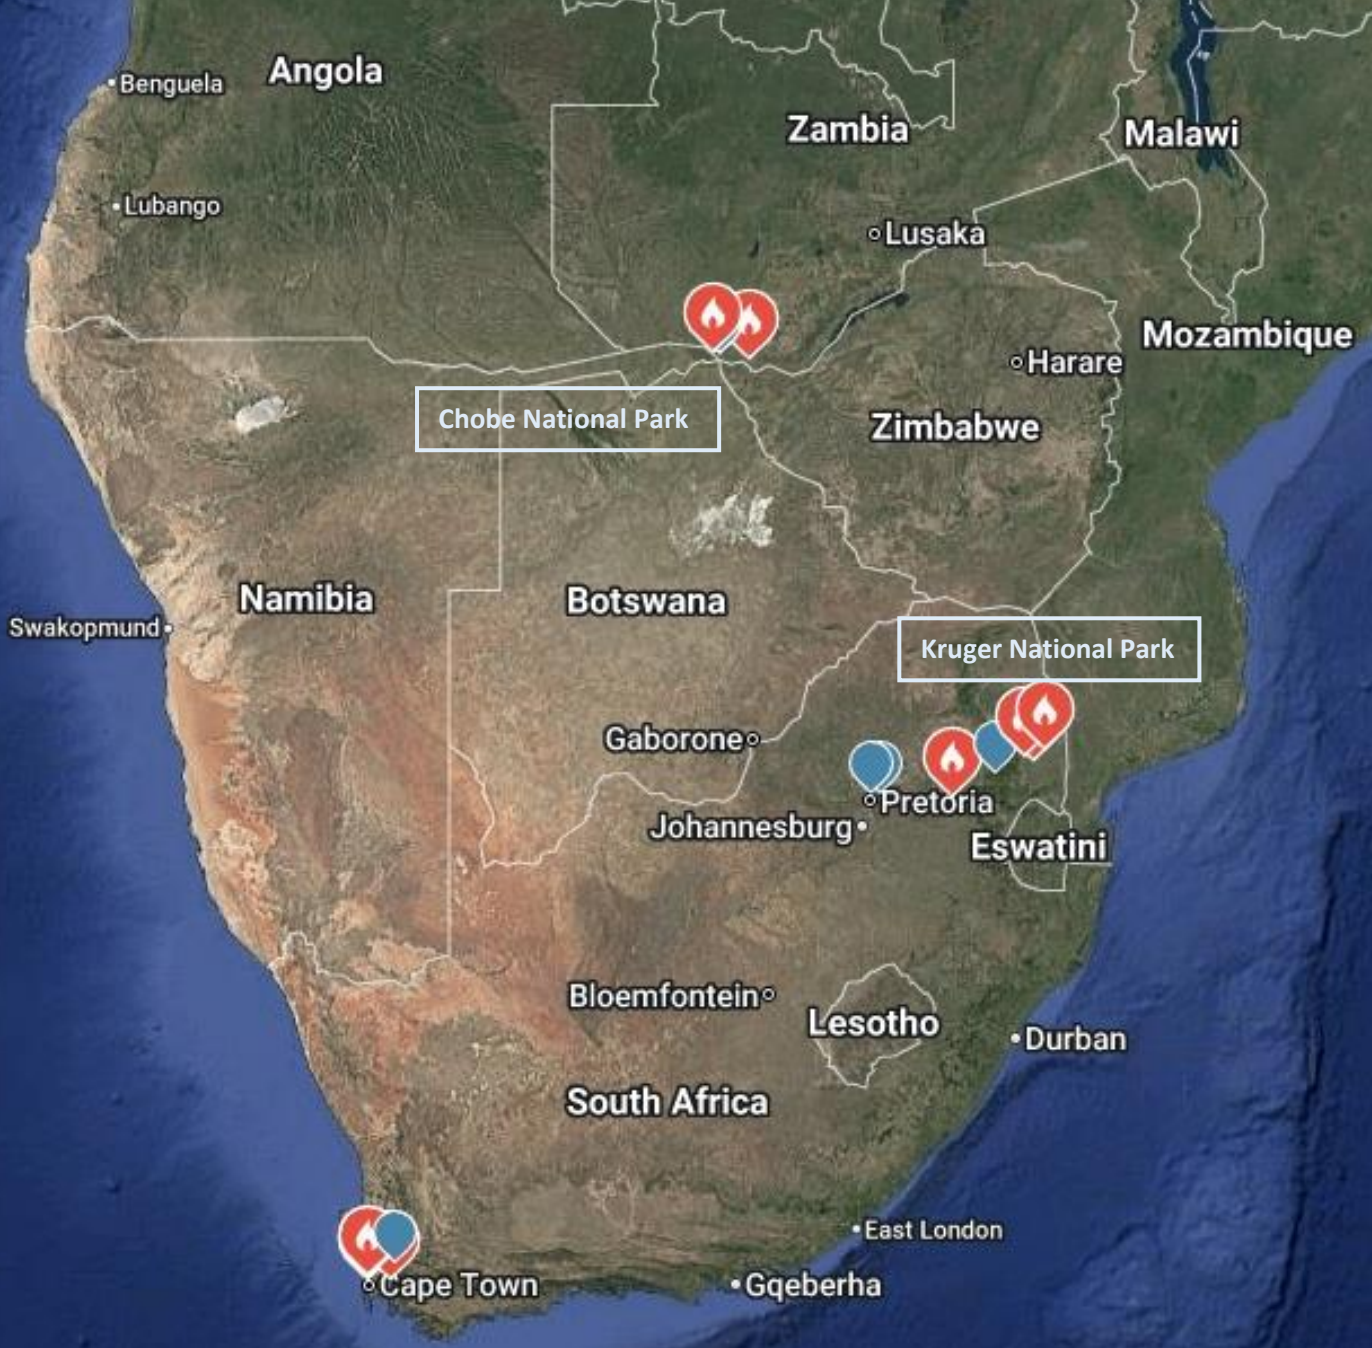 Angola
Benguela
Zambia
Malawi
Lubango
Lusaka
Mozambique
Harare
Chobe National Park
Zimbabwe
Namibia
Botswana
Swakopmund
Kruger National Park
Gaborone
Pretoria
Johannesburg
Eswatini
Bloemfontein
Lesotho
Durban
South Africa
East London
Cape Town
Gqeberha